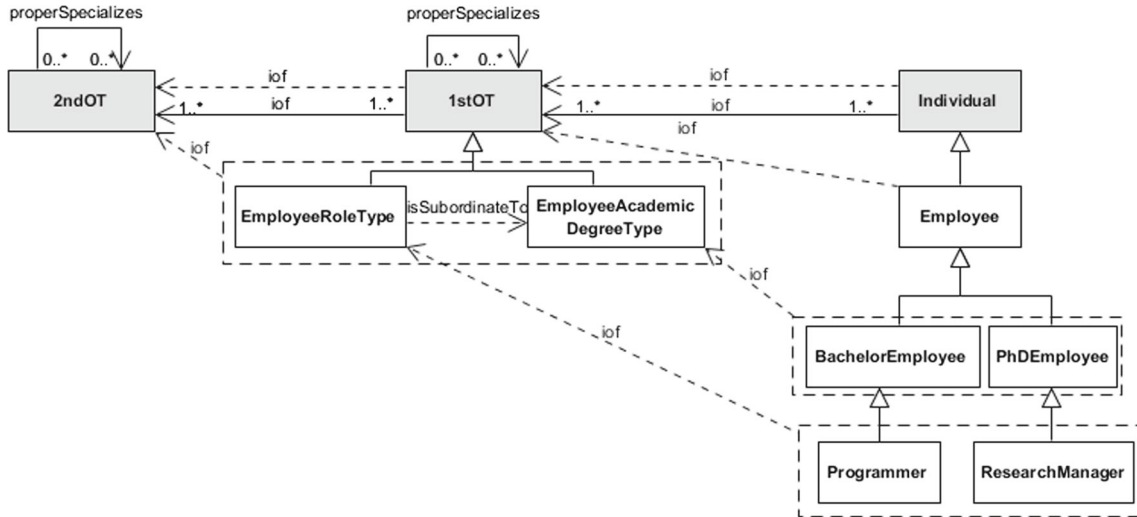 properSpecializes
properSpecializes
0..* 0..*
0..* 0..*
2ndOT
1stOT
Individual
iof
iof
1..*
iof
1..*
1..*
iof
1..*
iof
iof
EmployeeRoleType
isSubordinateTo
EmployeeAcademic
DegreeType
Employee
iof
iof
BachelorEmployee
PhDEmployee
Programmer
ResearchManager